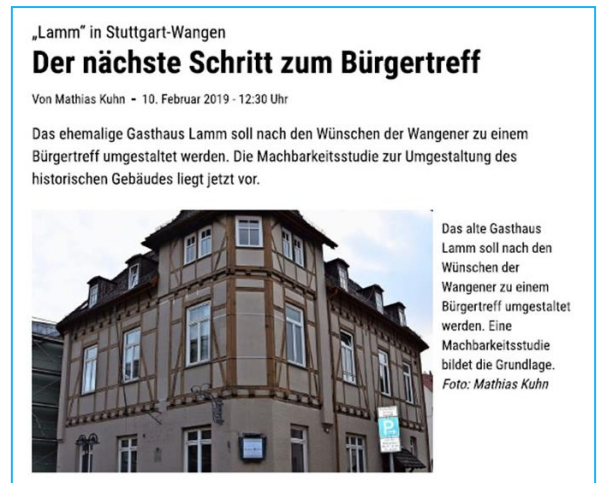 „Lamm“ in Stuttgart-Wangen
Der nächste Schritt zum Bürgertreff
Von Mathias Kuhn - 10. Februar 2019 - 12:30 Uhr
Das ehemalige Gasthaus Lamm soll nach den Wünschen der Wangener zu einem
Bürgertreff umgestaltet werden. Die Machbarkeitsstudie zur Umgestaltung des
historischen Gebäudes liegt jetzt vor.
Das alte Gasthaus
Lamm soll nach den
Wünschen der
Wangener zu einem
Bürgertreff umgestaltet
werden. Eine
Machbarkeitsstudie
bildet die Grundlage.
Foto: Mathias Kuhn
P